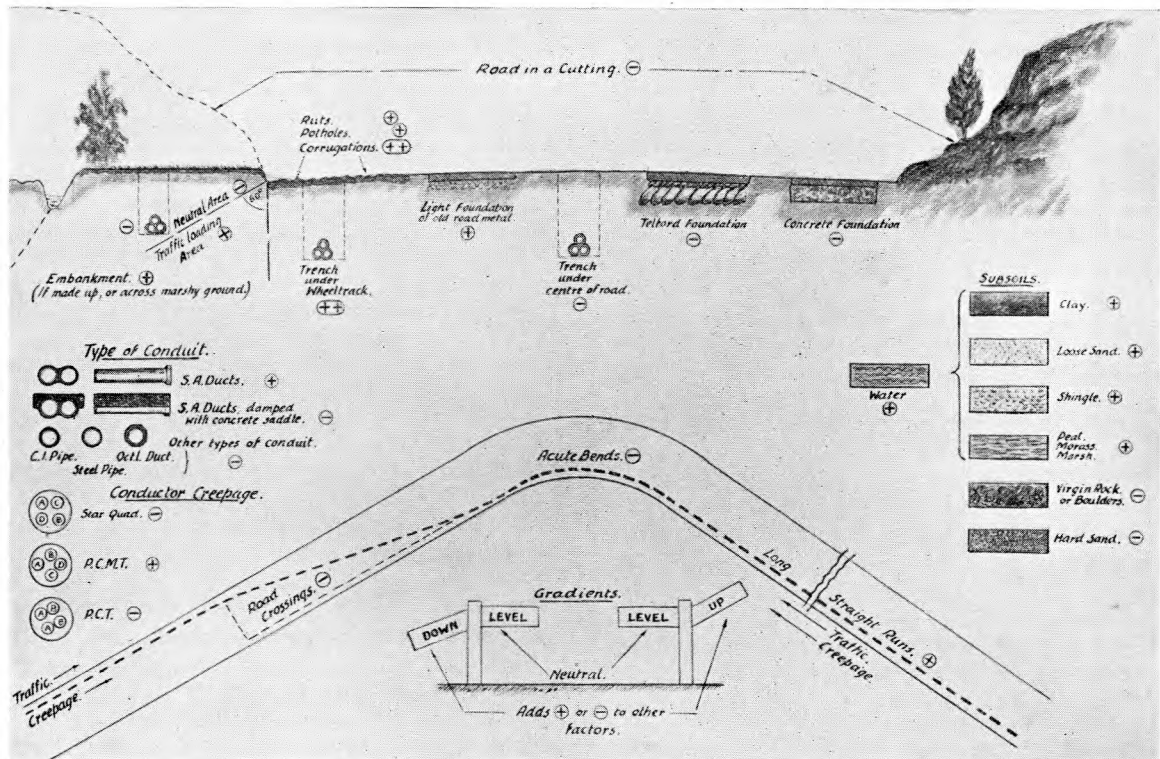 Road in a Cutting. ⊖
Ruts. ⊕
Potholes. ⊕
Corrugations. ⊕⊕
⊖
60°
Neutral Area
Traffic loading
Area ⊕
⊖
Embankment. ⊕
(If made up, or across marshy ground.)
Trench
under
Wheeltrack.
⊕⊕
Light Foundation
of old road metal.
⊕
Trench
under
centre of road.
⊖
Telford Foundation
⊖
Concrete Foundation
⊖
SUBSOILS.
Clay. ⊕
Loose Sand. ⊕
Shingle. ⊕
Peat.
Morass.
Marsh. ⊕
Virgin Rock
or Boulders. ⊖
Hard Sand. ⊖
Water
⊕
Type of Conduit.
S.A. Ducts. ⊕
S.A. Ducts, damped
with concrete saddle. ⊖
C.I. Pipe.
Steel Pipe.
Octl. Duct.
Other types of conduit.
⊖
Conductor Creepage.
A C
D B
Star Quad. ⊖
B
A D
C
P.C.M.T. ⊕
A B
A B
P.C.T. ⊖
Traffic.
Creepage.
Road
Crossings. ⊖
Acute Bends. ⊖
Long
Straight Runs. ⊕
Traffic.
Creepage.
Gradients.
DOWN
LEVEL
LEVEL
UP
Neutral.
Adds ⊕ or ⊖ to other
factors.